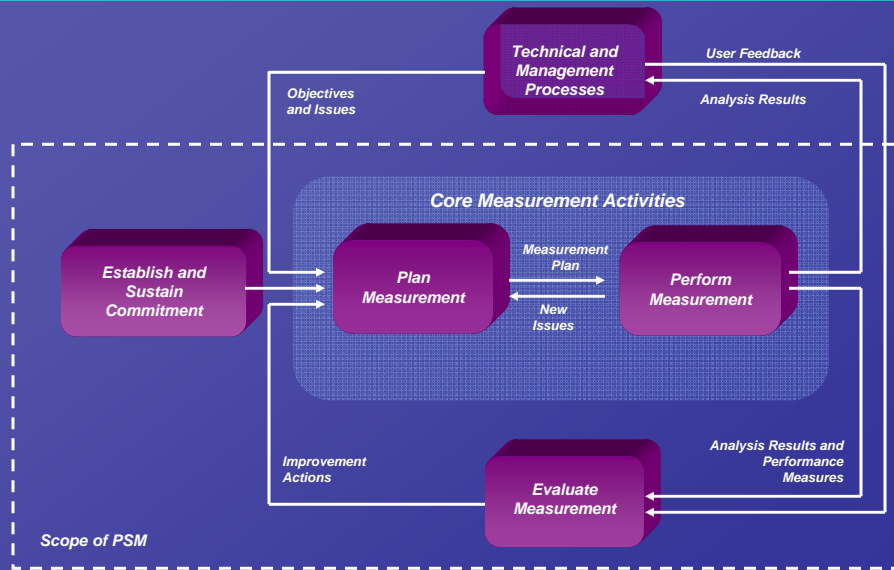 Technical and
Management
Processes
User Feedback
Analysis Results
Objectives
and Issues
Core Measurement Activities
Establish and
Sustain
Commitment
Plan
Measurement
Measurement
Plan
New
Issues
Perform
Measurement
Improvement
Actions
Evaluate
Measurement
Analysis Results and
Performance
Measures
Scope of PSM